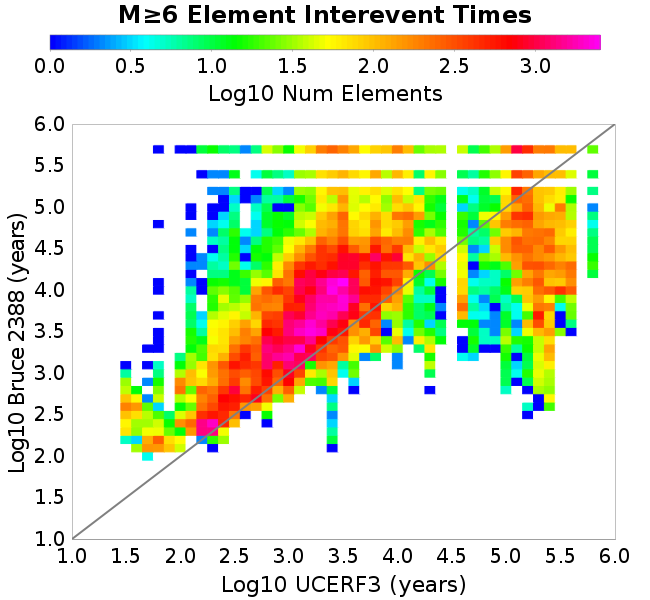 M≥6 Element Interevent Times
0.0 0.5 1.0 1.5 2.0 2.5 3.0
Log10 Num Elements
6.0
5.5
5.0
4.5
4.0
3.5
3.0
2.5
2.0
1.5
1.0
Log10 Bruce 2388 (years)
1.0 1.5 2.0 2.5 3.0 3.5 4.0 4.5 5.0 5.5 6.0
Log10 UCERF3 (years)